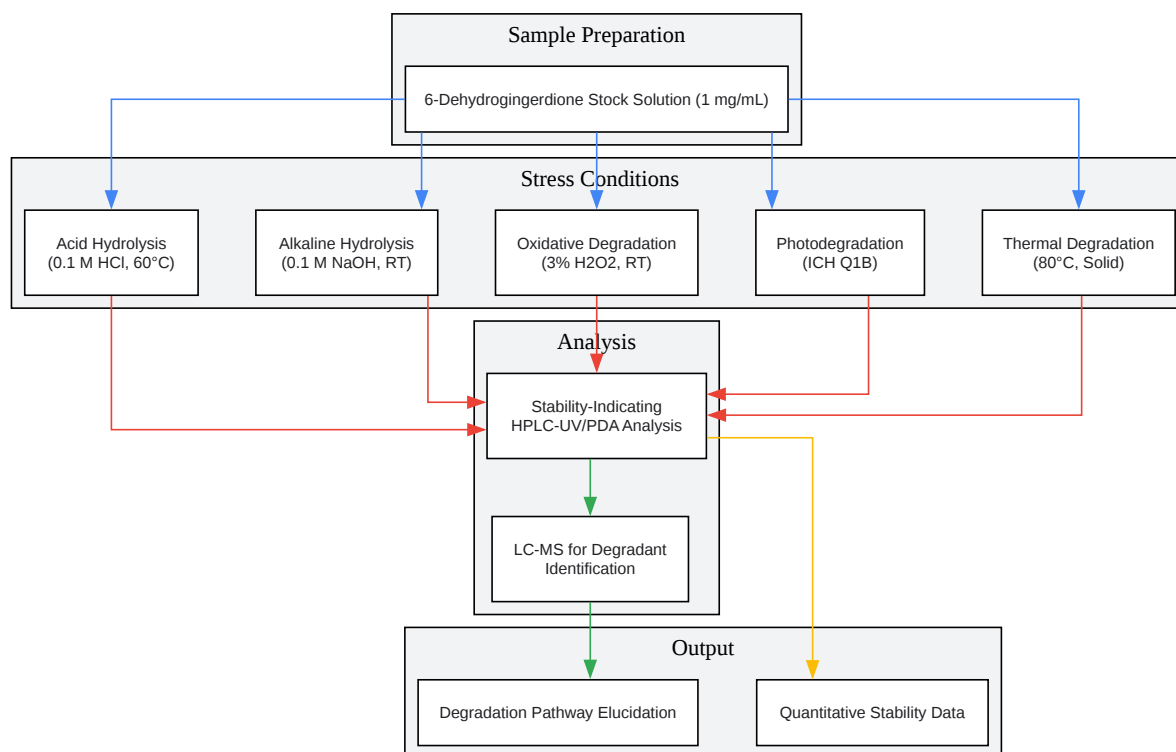 Sample Preparation
6-Dehydrogingerdione Stock Solution (1 mg/mL)
Stress Conditions
Acid Hydrolysis
(0.1 M HCl, 60°C)
Alkaline Hydrolysis
(0.1 M NaOH, RT)
Oxidative Degradation
(3% H2O2, RT)
Photodegradation
(ICH Q1B)
Thermal Degradation
(80°C, Solid)
Analysis
Stability-Indicating
HPLC-UV/PDA Analysis
LC-MS for Degradant
Identification
Output
Degradation Pathway Elucidation
Quantitative Stability Data